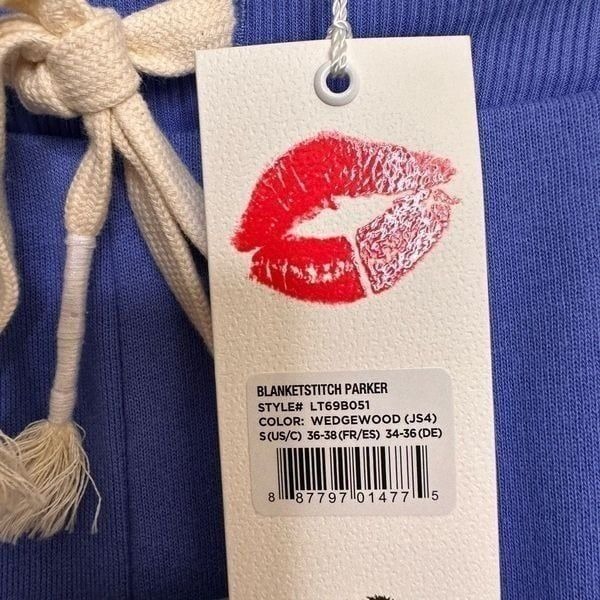 BLANKETSTITCH PARKER
STYLE# LT69B051
COLOR: WEDGEWOOD (JS4)
S(US/C) 36-38(FR/ES) 34-36(DE)
8 87797 01477 5